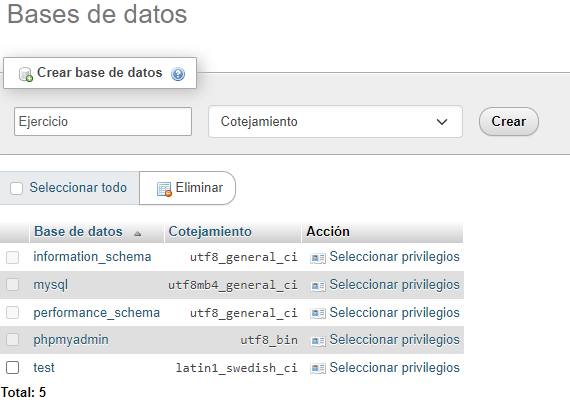 Bases de datos
Crear base de datos
Ejercicio Cotejamiento Crear
Seleccionar todo Eliminar
Base de datos Cotejamiento Acción
information_schema utf8_general_ci Seleccionar privilegios
mysql utf8mb4_general_ci Seleccionar privilegios
performance_schema utf8_general_ci Seleccionar privilegios
phpmyadmin utf8_bin Seleccionar privilegios
test latin1_swedish_ci Seleccionar privilegios
Total: 5